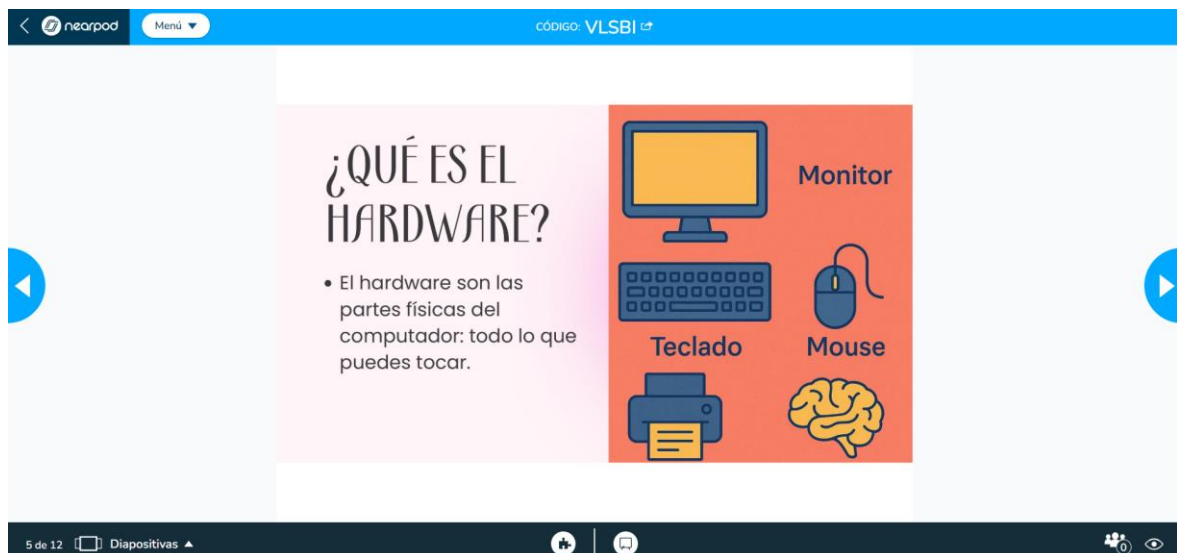 nearpod
Menú
CÓDIGO: VLSBI
¿QUÉ ES EL
HARDWARE?
• El hardware son las
partes físicas del
computador: todo lo que
puedes tocar.
Monitor
Teclado
Mouse
5 de 12
Diapositivas
0